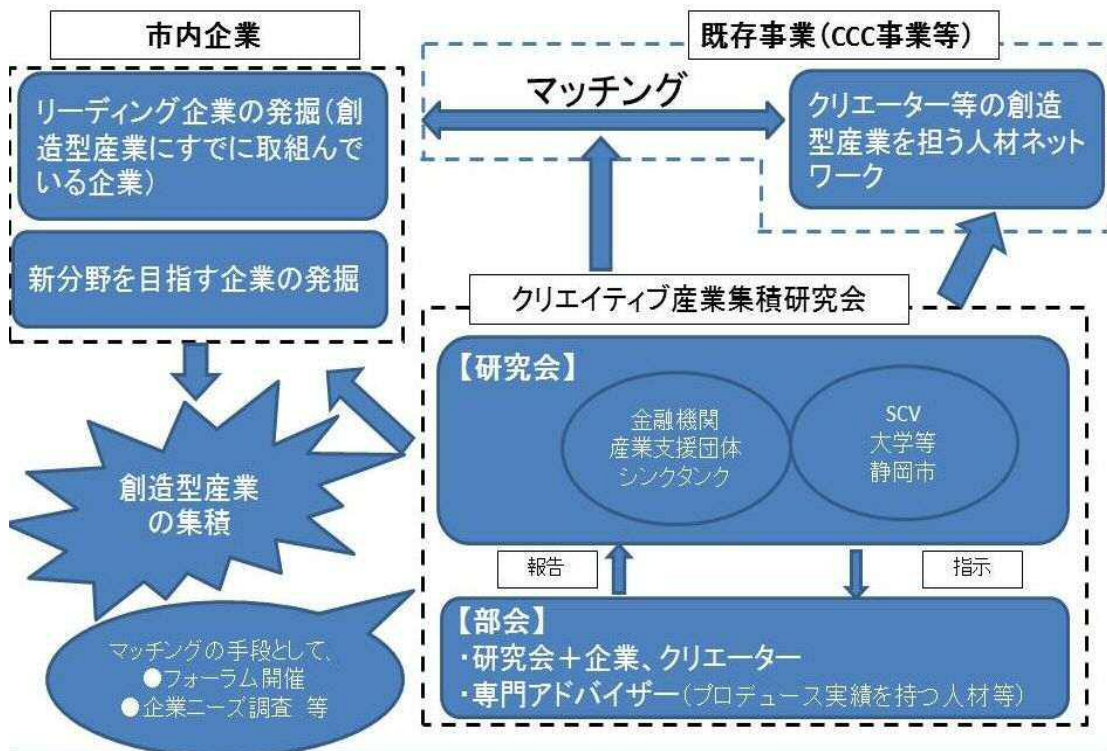 市内企業
リーディング企業の発掘(創
造型産業にすでに取組んで
いる企業)
新分野を目指す企業の発掘
既存事業(CCC事業等)
マッチング
クリエーター等の創造
型産業を担う人材ネット
ワーク
クリエイティブ産業集積研究会
【研究会】
金融機関
産業支援団体
シンクタンク
SCV
大学等
静岡市
報告
指示
【部会】
・研究会+企業、クリエーター
・専門アドバイザー(プロデュース実績を持つ人材等)
創造型産業
の集積
マッチングの手段として、
●フォーラム開催
●企業ニーズ調査 等